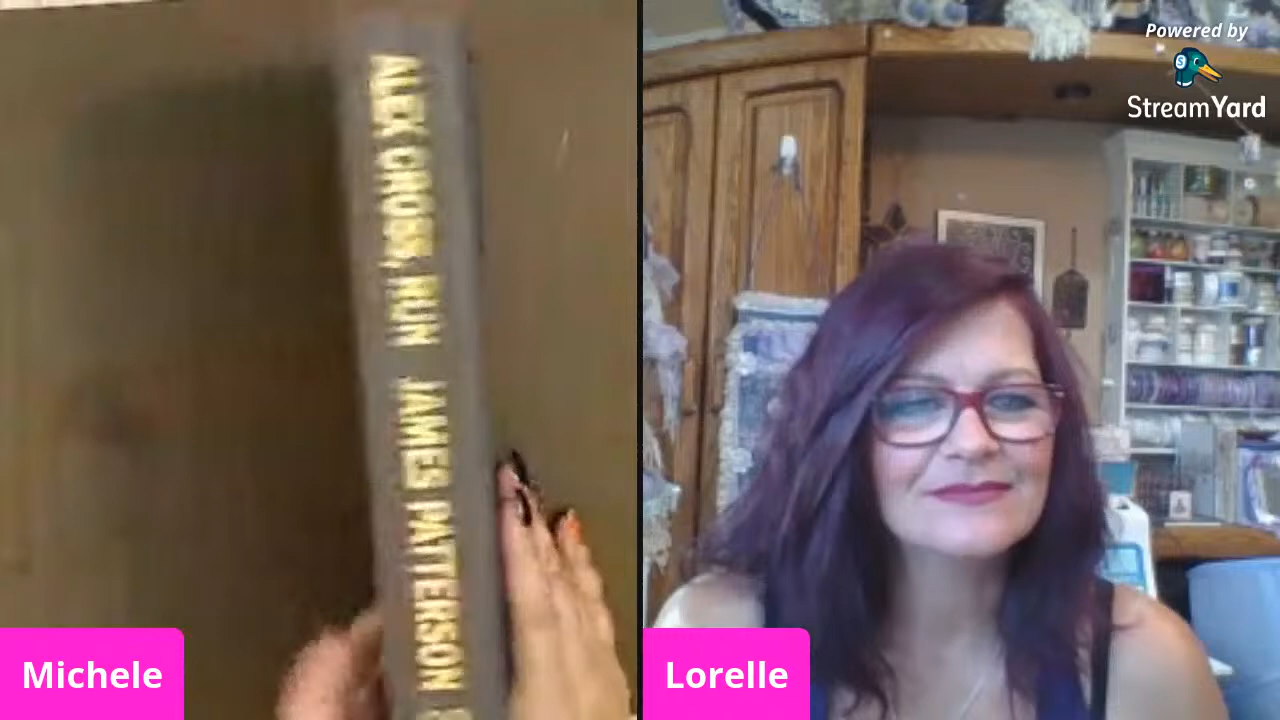 ALEX CROSS, RUN JAMES PATTERSON
Powered by
StreamYard
Michele
Lorelle